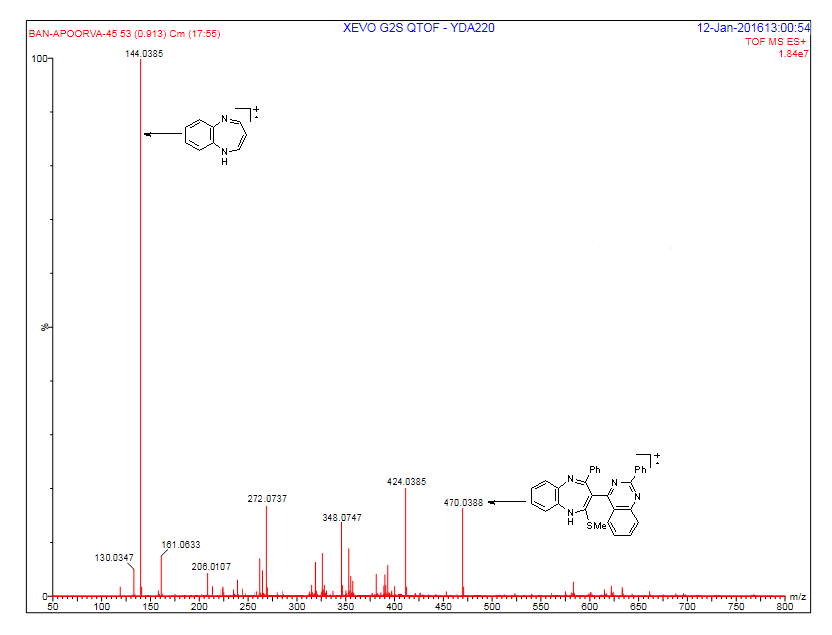 XEVO G2S QTOF - YDA220
12-Jan-201613:00:54
BAN-APOORVA-45 53 (0.913) Cm (17:55)
TOF MS ES+
1.84e7
100
144.0385
N
N
H
+
-
%
Ph
Ph
+
-
N
N
N
NH
SMe
424.0385
470.0388
272.0737
348.0747
161.0633
130.0347
206.0107
0
m/z
50 100 150 200 250 300 350 400 450 500 550 600 650 700 750 800